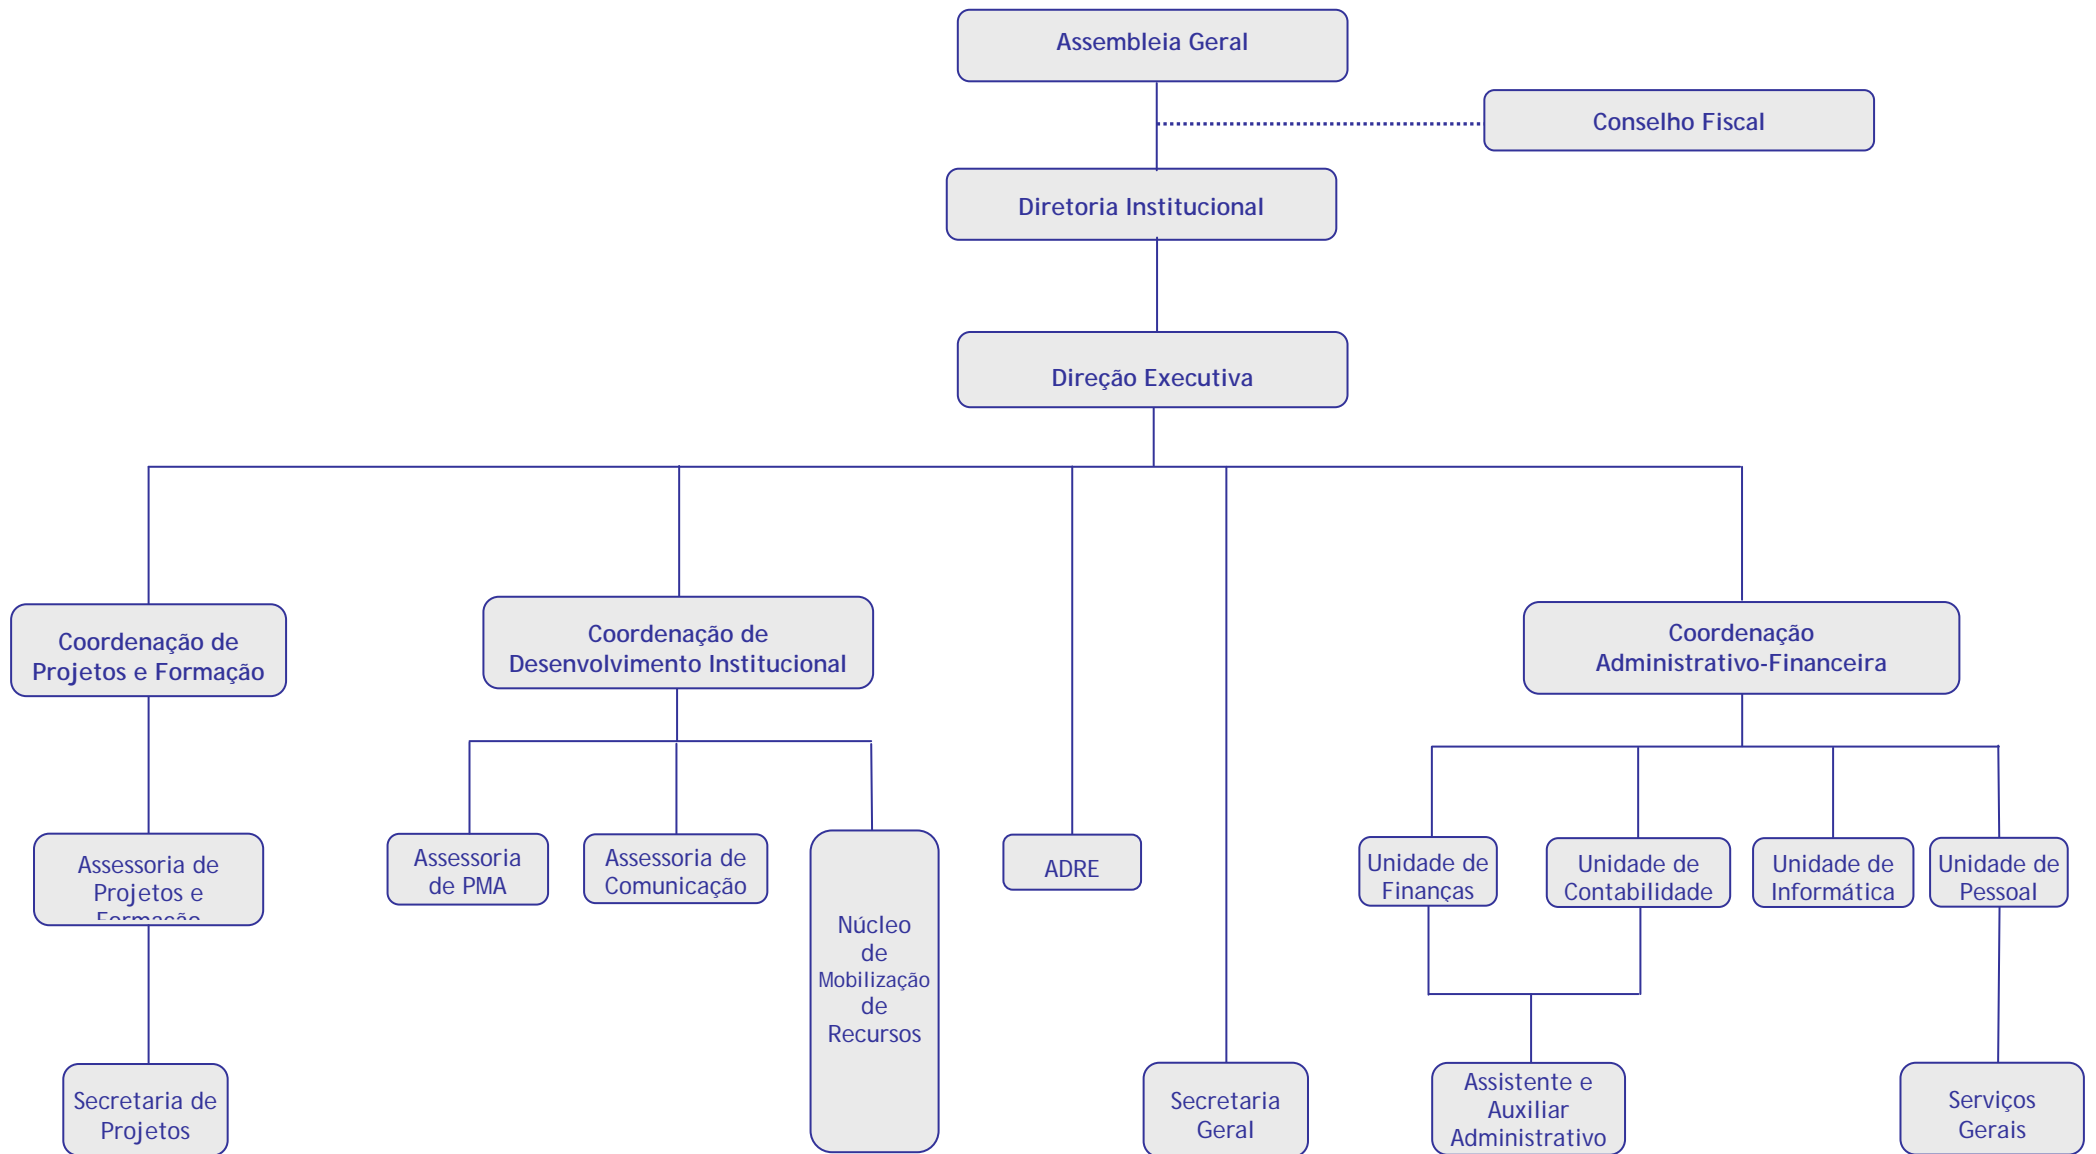 Assembleia Geral
Conselho Fiscal
Diretoria Institucional
Direção Executiva
Coordenação de
Projetos e Formação
Coordenação de
Desenvolvimento Institucional
Coordenação
Administrativo-Financeira
Assessoria de
Projetos e
Formação
Assessoria
de PMA
Assessoria de
Comunicação
Núcleo
de
Mobilização
de
Recursos
ADRE
Unidade de
Finanças
Unidade de
Contabilidade
Unidade de
Informática
Unidade de
Pessoal
Secretaria de
Projetos
Secretaria
Geral
Assistente e
Auxiliar
Administrativo
Serviços
Gerais